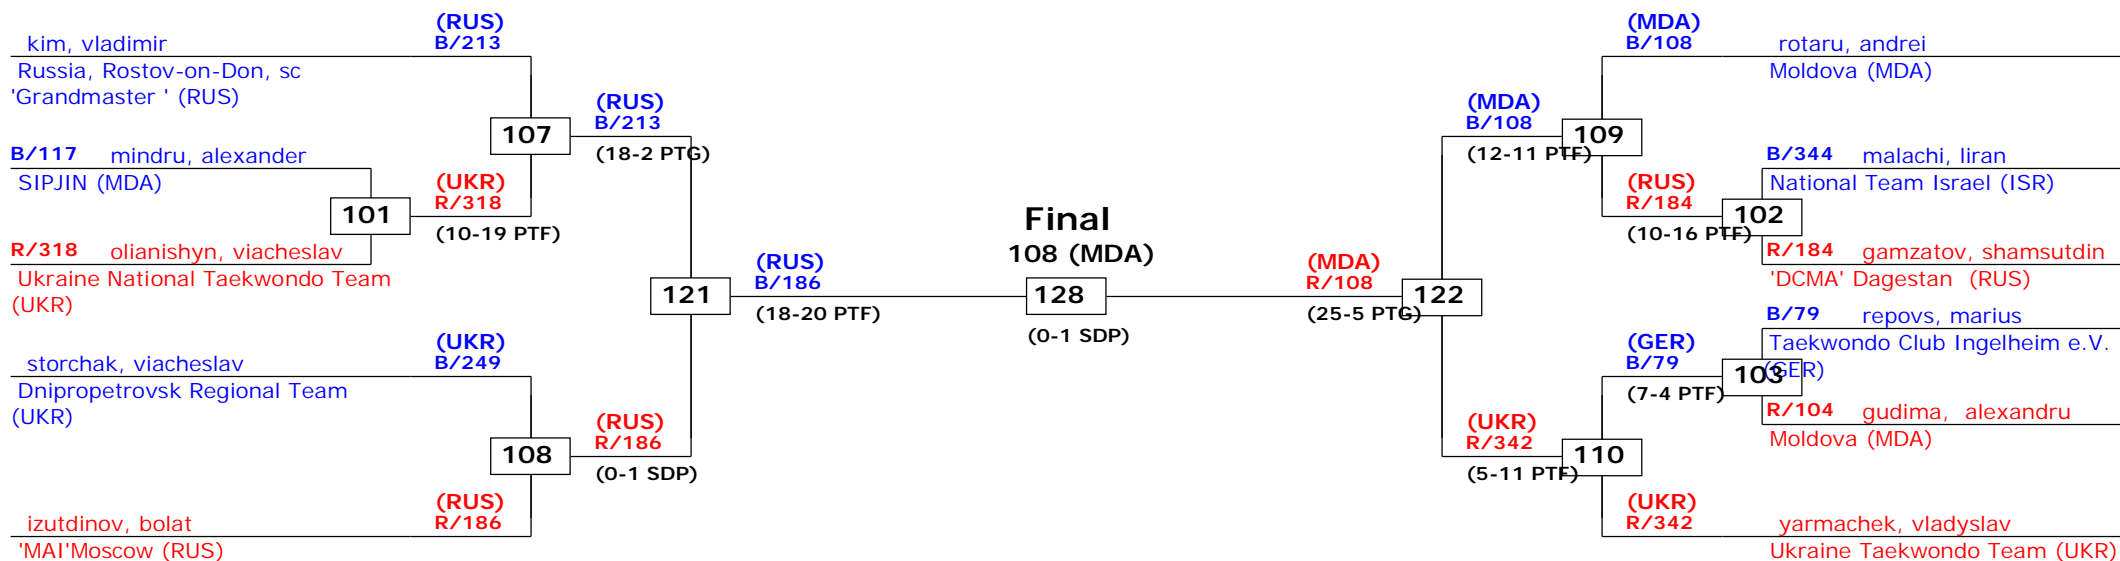 (RUS)
kim, vladimir
B/213
Russia, Rostov-on-Don, sc
'Grandmaster ' (RUS)
(RUS)
B/213
107
(18-2 PTG)
B/117 mindru, alexander
SIPJIN (MDA)
(UKR)
R/318
101
(10-19 PTF)
R/318 olianishyn, viacheslav
Ukraine National Taekwondo Team
(UKR)
(RUS)
B/186
121
(18-20 PTF)
(UKR)
storchak, viacheslav
B/249
Dnipropetrovsk Regional Team
(UKR)
(RUS)
R/186
108
(0-1 SDP)
(RUS)
izutdinov, bolat
R/186
'MAI'Moscow (RUS)
Final
108 (MDA)
128
(0-1 SDP)
(MDA)
B/108
rotaru, andrei
Moldova (MDA)
(MDA)
B/108
109
(12-11 PTF)
B/344 malachi, liran
National Team Israel (ISR)
(RUS)
R/184
102
(10-16 PTF)
R/184 gamzatov, shamsutdin
'DCMA' Dagestan (RUS)
(MDA)
R/108
122
(25-5 PTG)
B/79 repovs, marius
Taekwondo Club Ingelheim e.V.
(GER)
(GER)
B/79
103
(7-4 PTF)
R/104 gudima, alexandru
Moldova (MDA)
(UKR)
R/342
110
(5-11 PTF)
(UKR)
R/342
yarmachek, vladyslav
Ukraine Taekwondo Team (UKR)